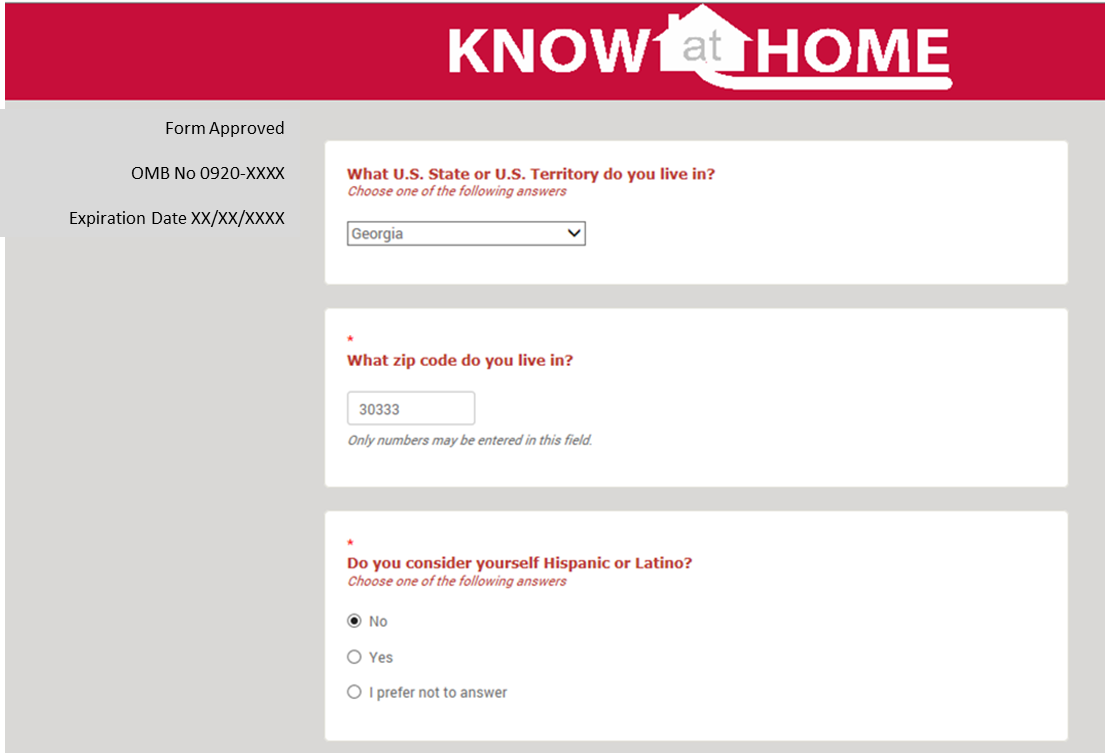 KNOW at HOME
Form Approved
OMB No 0920-XXXX
Expiration Date XX/XX/XXXX
What U.S. State or U.S. Territory do you live in?
Choose one of the following answers
Georgia
*
What zip code do you live in?
30333
Only numbers may be entered in this field.
*
Do you consider yourself Hispanic or Latino?
Choose one of the following answers
No
Yes
I prefer not to answer